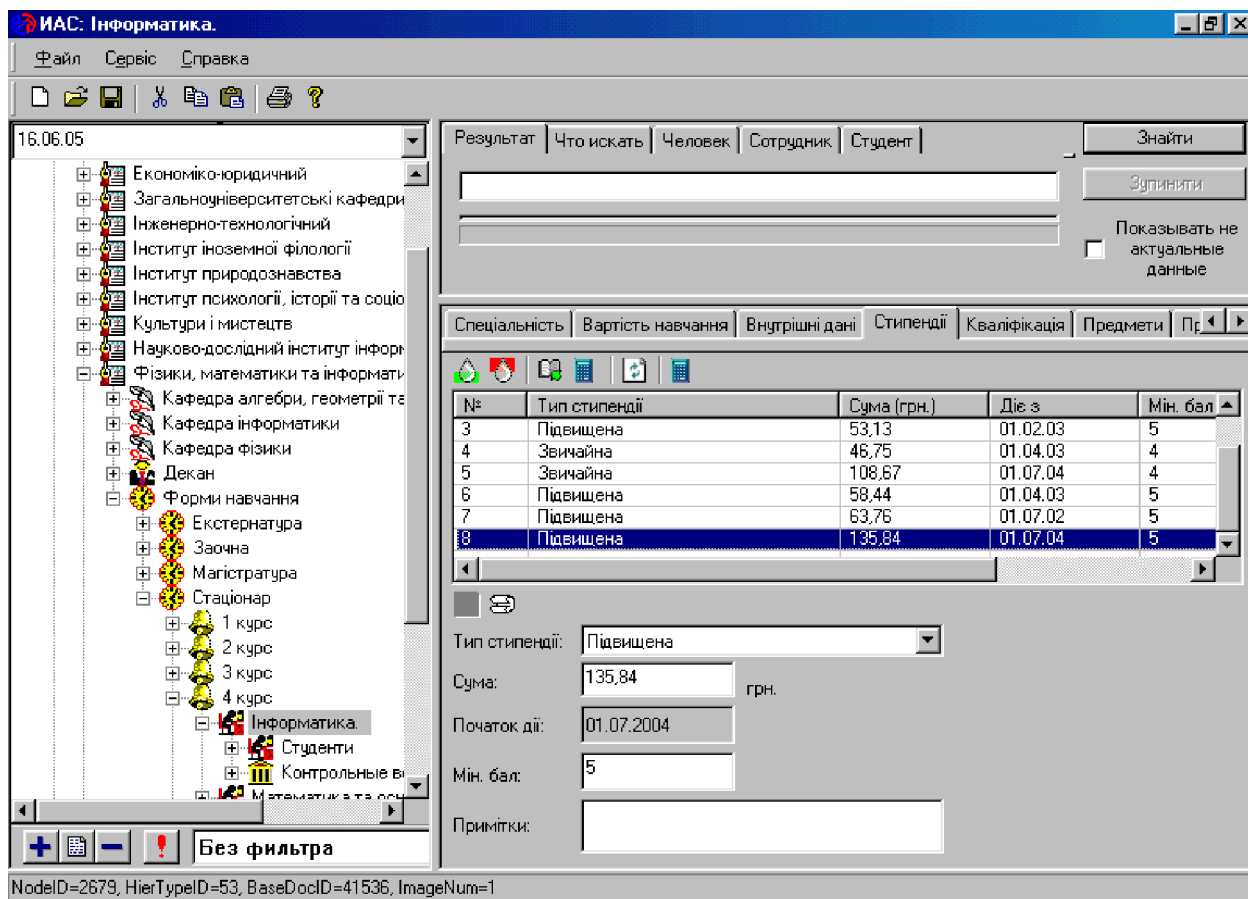 ИАС: Інформатика.
Файл Сервіс Справка
16.06.05
Економіко-юридичний
Загальноуніверситетські кафедри
Інженерно-технологічний
Інститут іноземної філології
Інститут природознавства
Інститут психології, історії та соціо
Культури і мистецтв
Науково-дослідний інститут інформ
Фізики, математики та інформати
Кафедра алгебри, геометрії та
Кафедра інформатики
Кафедра фізики
Декан
Форми навчання
Екстернатура
Заочна
Магістратура
Стаціонар
1 курс
2 курс
3 курс
4 курс
Інформатика.
Студенти
Контрольные в
Математика та осн
Без фильтра
Результат Что искать Человек Сотрудник Студент
Знайти
Зупинити
Показывать не
актуальные
данные
Спеціальність Вартість навчання Внутрішні дані Стипендії Кваліфікація Предмети Пр
№ Тип стипендії Сума (грн.) Діє з Мін. бал
3 Підвищена 53,13 01.02.03 5
4 Звичайна 46,75 01.04.03 4
5 Звичайна 108,67 01.07.04 4
6 Підвищена 58,44 01.04.03 5
7 Підвищена 63,76 01.07.02 5
8 Підвищена 135,84 01.07.04 5
Тип стипендії: Підвищена
Сума: 135,84 грн.
Початок дії: 01.07.2004
Мін. бал: 5
Примітки:
NodeID=2679, HierTypeID=53, BaseDocID=41536, ImageNum=1